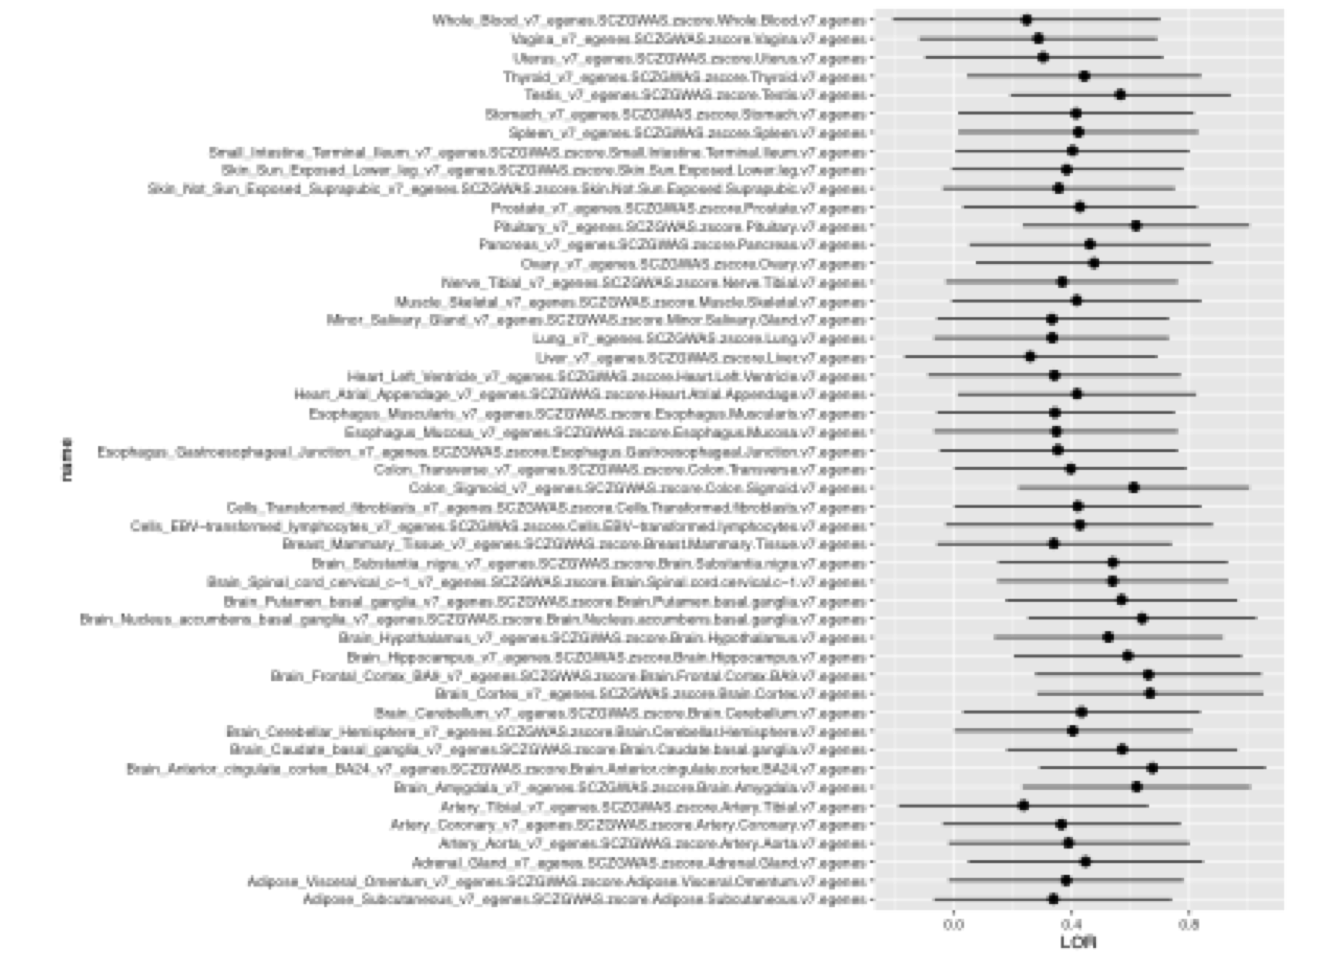 Whole_Blood_v7_egenes.SCZGWAS.zscore.Whole.Blood.v7.egenes
Vagina_v7_egenes.SCZGWAS.zscore.Vagina.v7.egenes
Uterus_v7_egenes.SCZGWAS.zscore.Uterus.v7.egenes
Thyroid_v7_egenes.SCZGWAS.zscore.Thyroid.v7.egenes
Testis_v7_egenes.SCZGWAS.zscore.Testis.v7.egenes
Stomach_v7_egenes.SCZGWAS.zscore.Stomach.v7.egenes
Spleen_v7_egenes.SCZGWAS.zscore.Spleen.v7.egenes
Small_Intestine_Terminal_Ileum_v7_egenes.SCZGWAS.zscore.Small.Intestine.Terminal.Ileum.v7.egenes
Skin_Sun_Exposed_Lower_leg_v7_egenes.SCZGWAS.zscore.Skin.Sun.Exposed.Lower.leg.v7.egenes
Skin_Not_Sun_Exposed_Suprapubic_v7_egenes.SCZGWAS.zscore.Skin.Not.Sun.Exposed.Suprapubic.v7.egenes
Prostate_v7_egenes.SCZGWAS.zscore.Prostate.v7.egenes
Pituitary_v7_egenes.SCZGWAS.zscore.Pituitary.v7.egenes
Pancreas_v7_egenes.SCZGWAS.zscore.Pancreas.v7.egenes
Ovary_v7_egenes.SCZGWAS.zscore.Ovary.v7.egenes
Nerve_Tibial_v7_egenes.SCZGWAS.zscore.Nerve.Tibial.v7.egenes
Muscle_Skeletal_v7_egenes.SCZGWAS.zscore.Muscle.Skeletal.v7.egenes
Minor_Salivary_Gland_v7_egenes.SCZGWAS.zscore.Minor.Salivary.Gland.v7.egenes
Lung_v7_egenes.SCZGWAS.zscore.Lung.v7.egenes
Liver_v7_egenes.SCZGWAS.zscore.Liver.v7.egenes
Heart_Left_Ventricle_v7_egenes.SCZGWAS.zscore.Heart.Left.Ventricle.v7.egenes
Heart_Atrial_Appendage_v7_egenes.SCZGWAS.zscore.Heart.Atrial.Appendage.v7.egenes
Esophagus_Muscularis_v7_egenes.SCZGWAS.zscore.Esophagus.Muscularis.v7.egenes
Esophagus_Mucosa_v7_egenes.SCZGWAS.zscore.Esophagus.Mucosa.v7.egenes
Esophagus_Gastroesophageal_Junction_v7_egenes.SCZGWAS.zscore.Esophagus.Gastroesophageal.Junction.v7.egenes
Colon_Transverse_v7_egenes.SCZGWAS.zscore.Colon.Transverse.v7.egenes
Colon_Sigmoid_v7_egenes.SCZGWAS.zscore.Colon.Sigmoid.v7.egenes
Cells_Transformed_fibroblasts_v7_egenes.SCZGWAS.zscore.Cells.Transformed.fibroblasts.v7.egenes
Cells_EBV-transformed_lymphocytes_v7_egenes.SCZGWAS.zscore.Cells.EBV-transformed.lymphocytes.v7.egenes
Breast_Mammary_Tissue_v7_egenes.SCZGWAS.zscore.Breast.Mammary.Tissue.v7.egenes
Brain_Substantia_nigra_v7_egenes.SCZGWAS.zscore.Brain.Substantia.nigra.v7.egenes
Brain_Spinal_cord_cervical_c-1_v7_egenes.SCZGWAS.zscore.Brain.Spinal.cord.cervical.c-1.v7.egenes
Brain_Putamen_basal_ganglia_v7_egenes.SCZGWAS.zscore.Brain.Putamen.basal.ganglia.v7.egenes
Brain_Nucleus_accumbens_basal_ganglia_v7_egenes.SCZGWAS.zscore.Brain.Nucleus.accumbens.basal.ganglia.v7.egenes
Brain_Hypothalamus_v7_egenes.SCZGWAS.zscore.Brain.Hypothalamus.v7.egenes
Brain_Hippocampus_v7_egenes.SCZGWAS.zscore.Brain.Hippocampus.v7.egenes
Brain_Frontal_Cortex_BA9_v7_egenes.SCZGWAS.zscore.Brain.Frontal.Cortex.BA9.v7.egenes
Brain_Cortex_v7_egenes.SCZGWAS.zscore.Brain.Cortex.v7.egenes
Brain_Cerebellum_v7_egenes.SCZGWAS.zscore.Brain.Cerebellum.v7.egenes
Brain_Cerebellar_Hemisphere_v7_egenes.SCZGWAS.zscore.Brain.Cerebellar.Hemisphere.v7.egenes
Brain_Caudate_basal_ganglia_v7_egenes.SCZGWAS.zscore.Brain.Caudate.basal.ganglia.v7.egenes
Brain_Anterior_cingulate_cortex_BA24_v7_egenes.SCZGWAS.zscore.Brain.Anterior.cingulate.cortex.BA24.v7.egenes
Brain_Amygdala_v7_egenes.SCZGWAS.zscore.Brain.Amygdala.v7.egenes
Artery_Tibial_v7_egenes.SCZGWAS.zscore.Artery.Tibial.v7.egenes
Artery_Coronary_v7_egenes.SCZGWAS.zscore.Artery.Coronary.v7.egenes
Artery_Aorta_v7_egenes.SCZGWAS.zscore.Artery.Aorta.v7.egenes
Adrenal_Gland_v7_egenes.SCZGWAS.zscore.Adrenal.Gland.v7.egenes
Adipose_Visceral_Omentum_v7_egenes.SCZGWAS.zscore.Adipose.Visceral.Omentum.v7.egenes
Adipose_Subcutaneous_v7_egenes.SCZGWAS.zscore.Adipose.Subcutaneous.v7.egenes
name
0.0 0.4 0.8
LOR